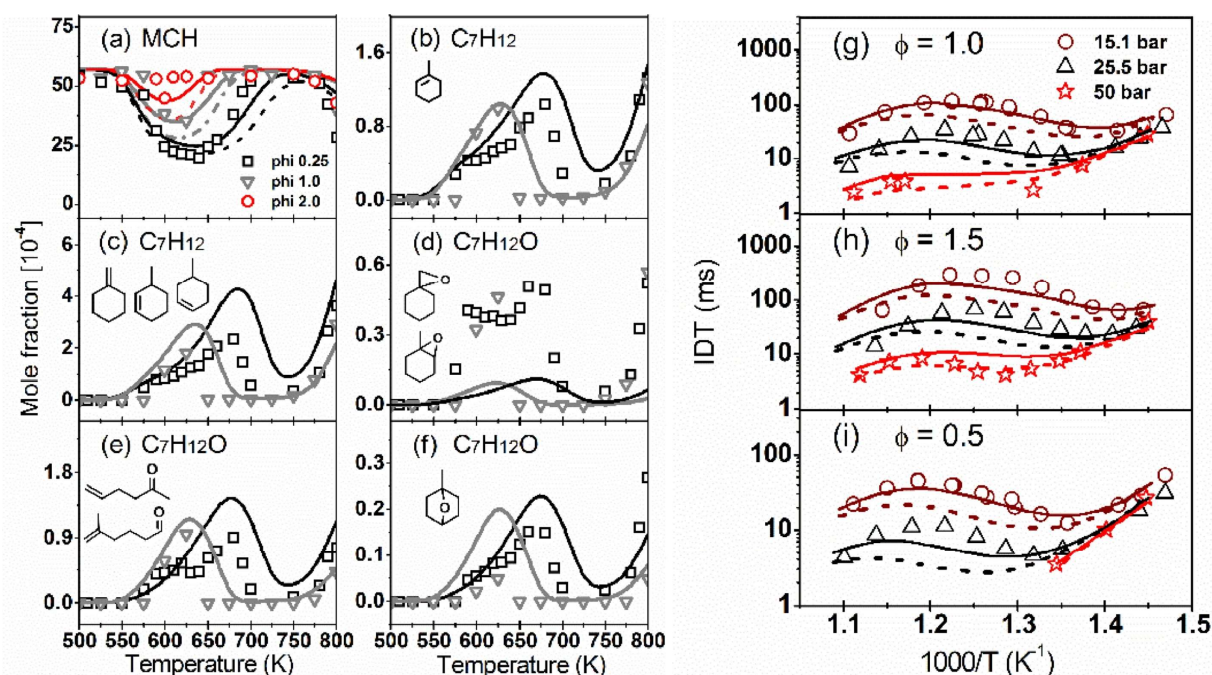 (a) MCH
75
50
25
0
phi 0.25
phi 1.0
phi 2.0
(b) C7H12
1.6
0.8
0.0
(c) C7H12
6
4
2
0
(d) C7H12O
0.6
0.3
0.0
O
O
(e) C7H12O
1.8
0.9
0.0
O
O
(f) C7H12O
0.3
0.2
0.1
0.0
O
Mole fraction [10⁻⁴]
500 550 600 650 700 750 800
500 550 600 650 700 750 800
Temperature (K)
Temperature (K)
(g) ϕ = 1.0
15.1 bar
25.5 bar
50 bar
1000
100
10
1
(h) ϕ = 1.5
1000
100
10
1
(i) ϕ = 0.5
100
10
1
IDT (ms)
1.1 1.2 1.3 1.4 1.5
1000/T (K⁻¹)